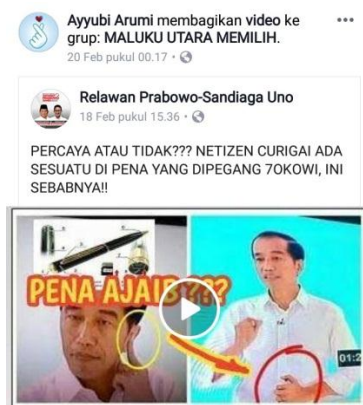 Ayyubi Arumi membagikan video ke
grup: MALUKU UTARA MEMILIH.
20 Feb pukul 00.17 ·
Relawan Prabowo-Sandiaga Uno
18 Feb pukul 15.36 ·
PERCAYA ATAU TIDAK??? NETIZEN CURIGAI ADA
SESUATU DI PENA YANG DIPEGANG 7OKOWI, INI
SEBABNYA!!
PENA AJAIB???
01:2